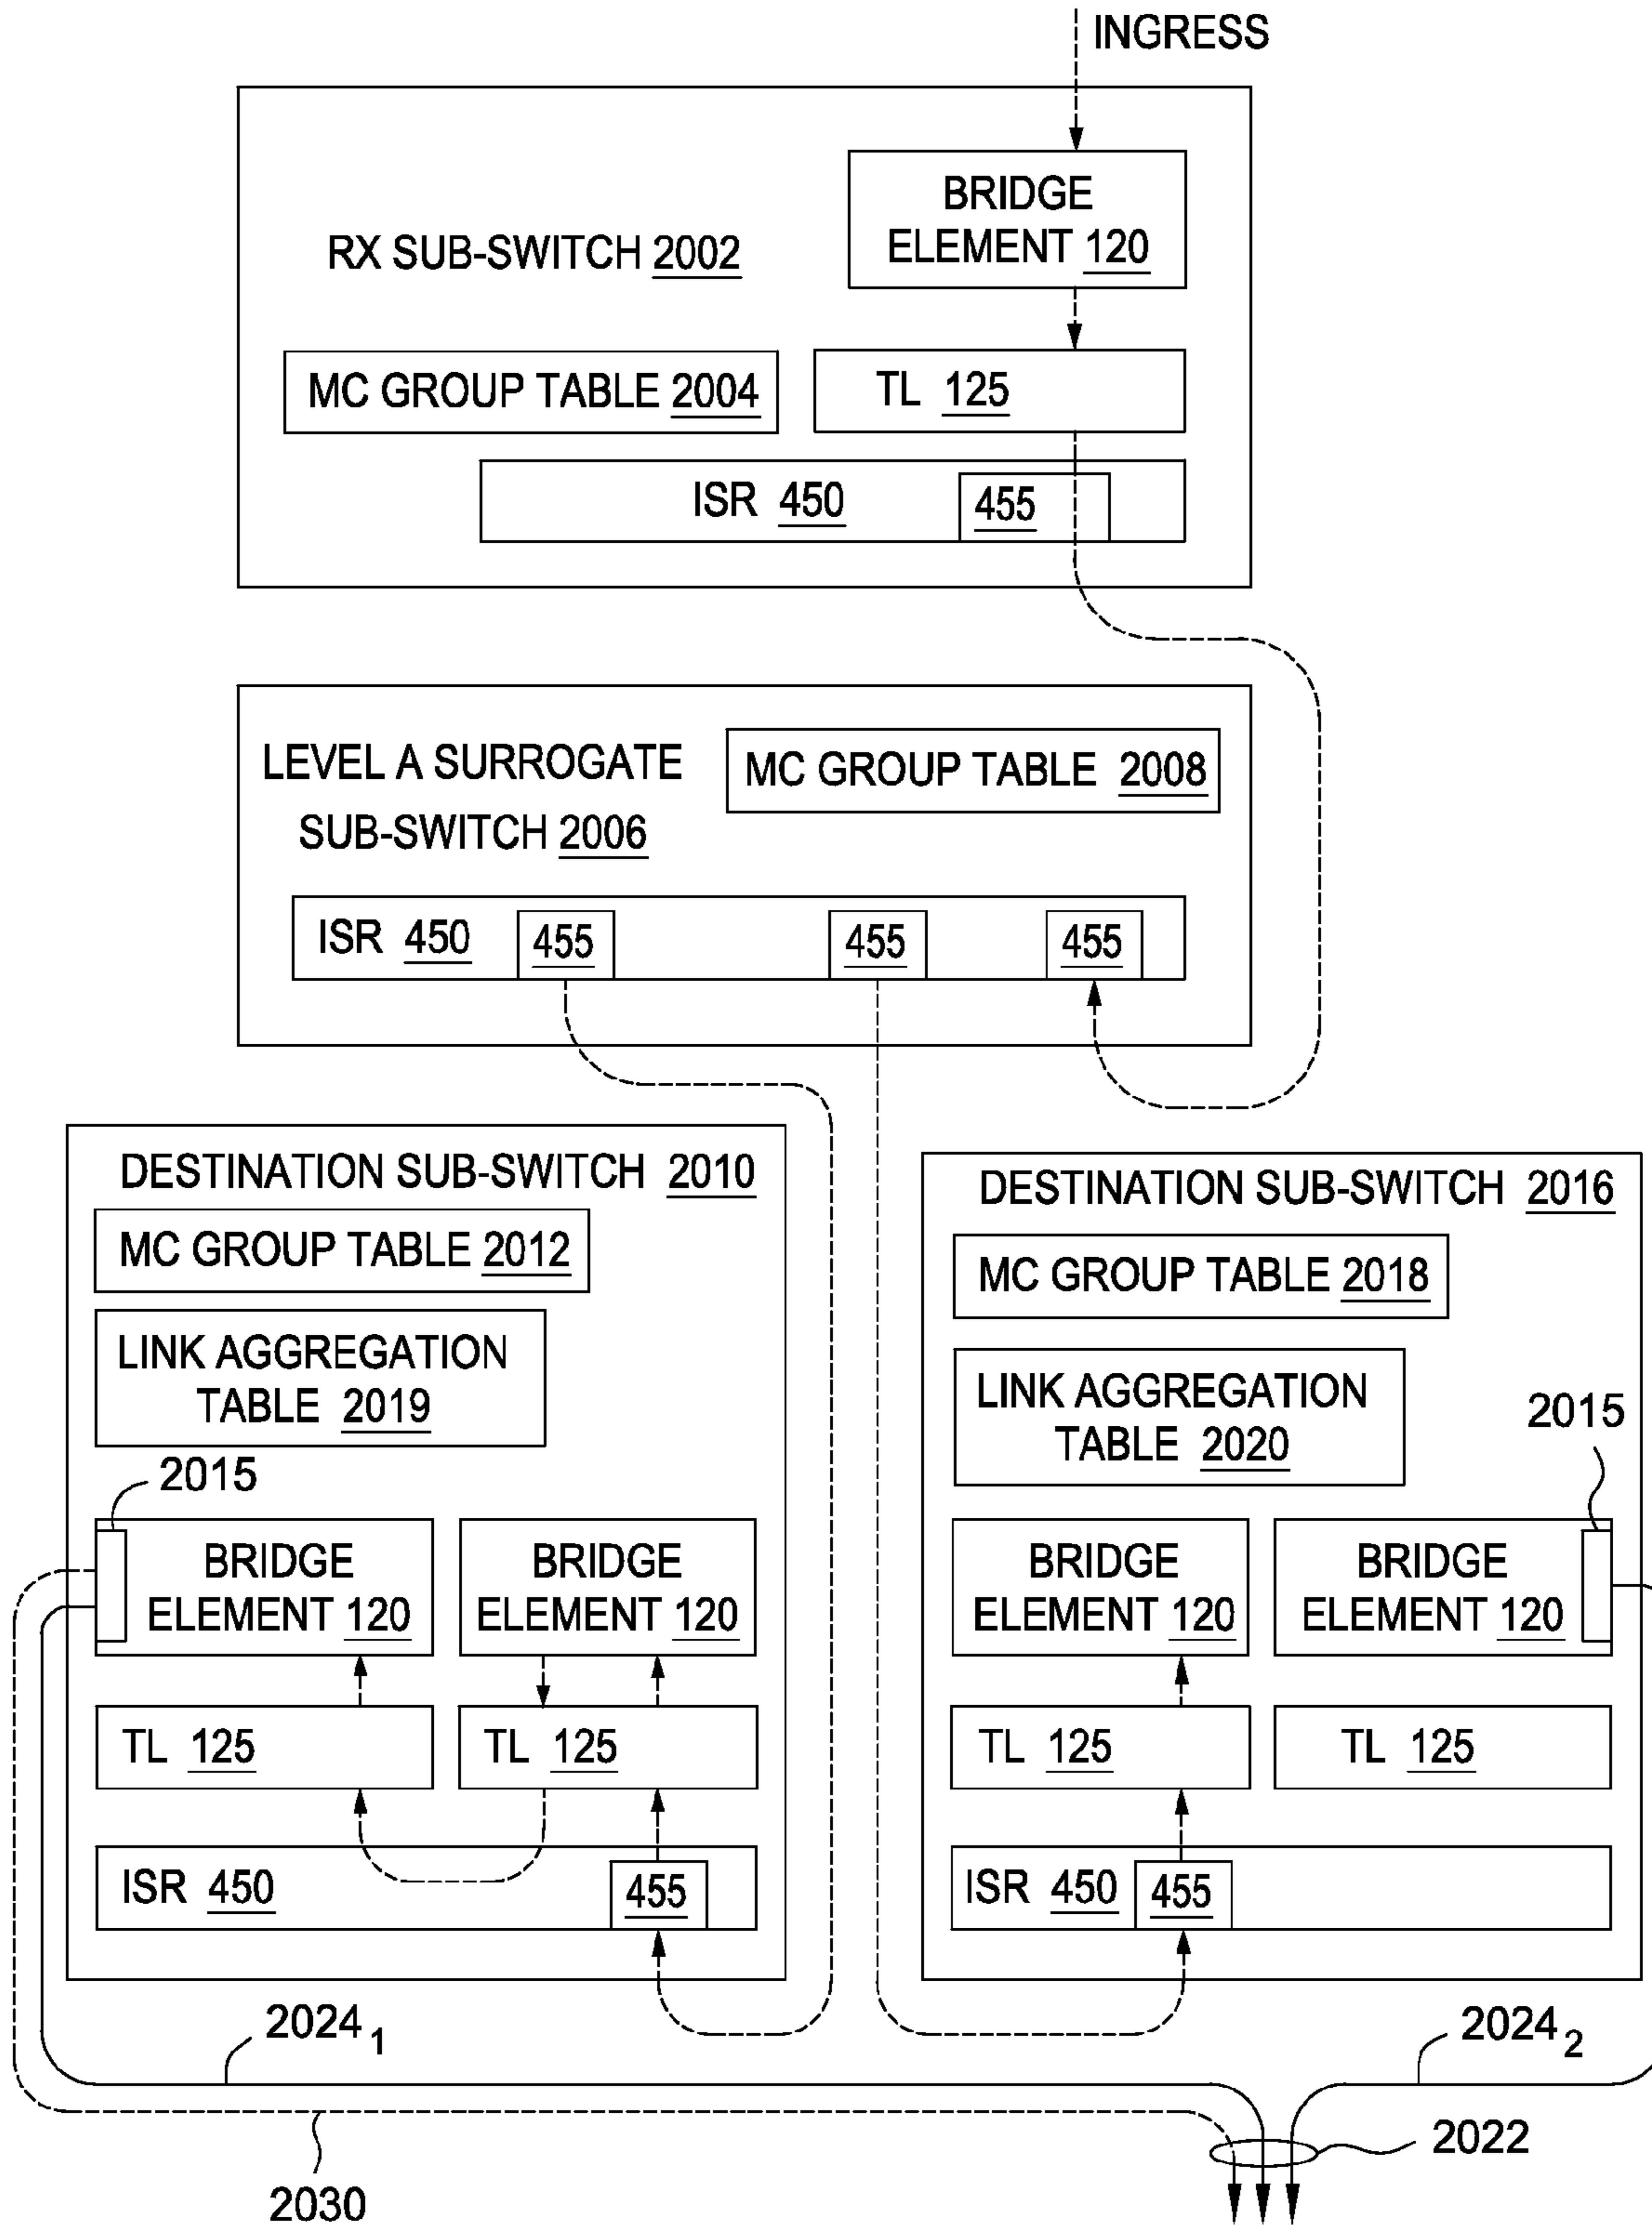 INGRESS
BRIDGE
ELEMENT 120
RX SUB-SWITCH 2002
MC GROUP TABLE 2004
TL 125
ISR 450
455
LEVEL A SURROGATE
SUB-SWITCH 2006
MC GROUP TABLE 2008
ISR 450
455
455
455
DESTINATION SUB-SWITCH 2010
MC GROUP TABLE 2012
LINK AGGREGATION
TABLE 2019
2015
BRIDGE
ELEMENT 120
BRIDGE
ELEMENT 120
TL 125
TL 125
ISR 450
455
DESTINATION SUB-SWITCH 2016
MC GROUP TABLE 2018
LINK AGGREGATION
TABLE 2020
2015
BRIDGE
ELEMENT 120
BRIDGE
ELEMENT 120
TL 125
TL 125
ISR 450
455
2024 1
2024 2
2022
2030